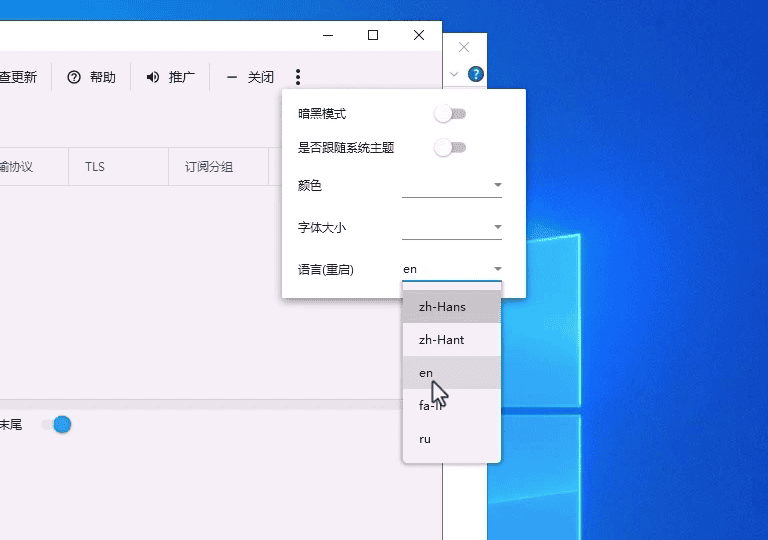 查更新 帮助 推广 关闭
暗黑模式
是否跟随系统主题
输协议 TLS 订阅分组
颜色
字体大小
语言(重启) en
zh-Hans
zh-Hant
en
ru
末尾